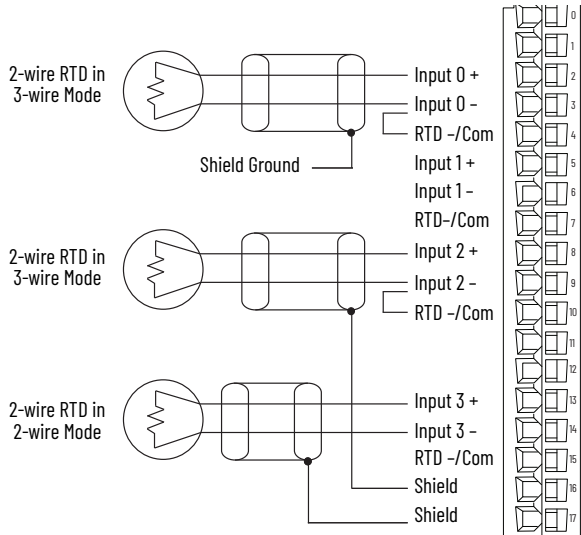 2-wire RTD in
3-wire Mode
Shield Ground
Input 0 +
Input 0 –
RTD –/Com
Input 1 +
Input 1 –
RTD–/Com
2-wire RTD in
3-wire Mode
Input 2 +
Input 2 –
RTD –/Com
2-wire RTD in
2-wire Mode
Input 3 +
Input 3 –
RTD –/Com
Shield
Shield
0
1
2
3
4
5
6
7
8
9
10
11
12
13
14
15
16
17